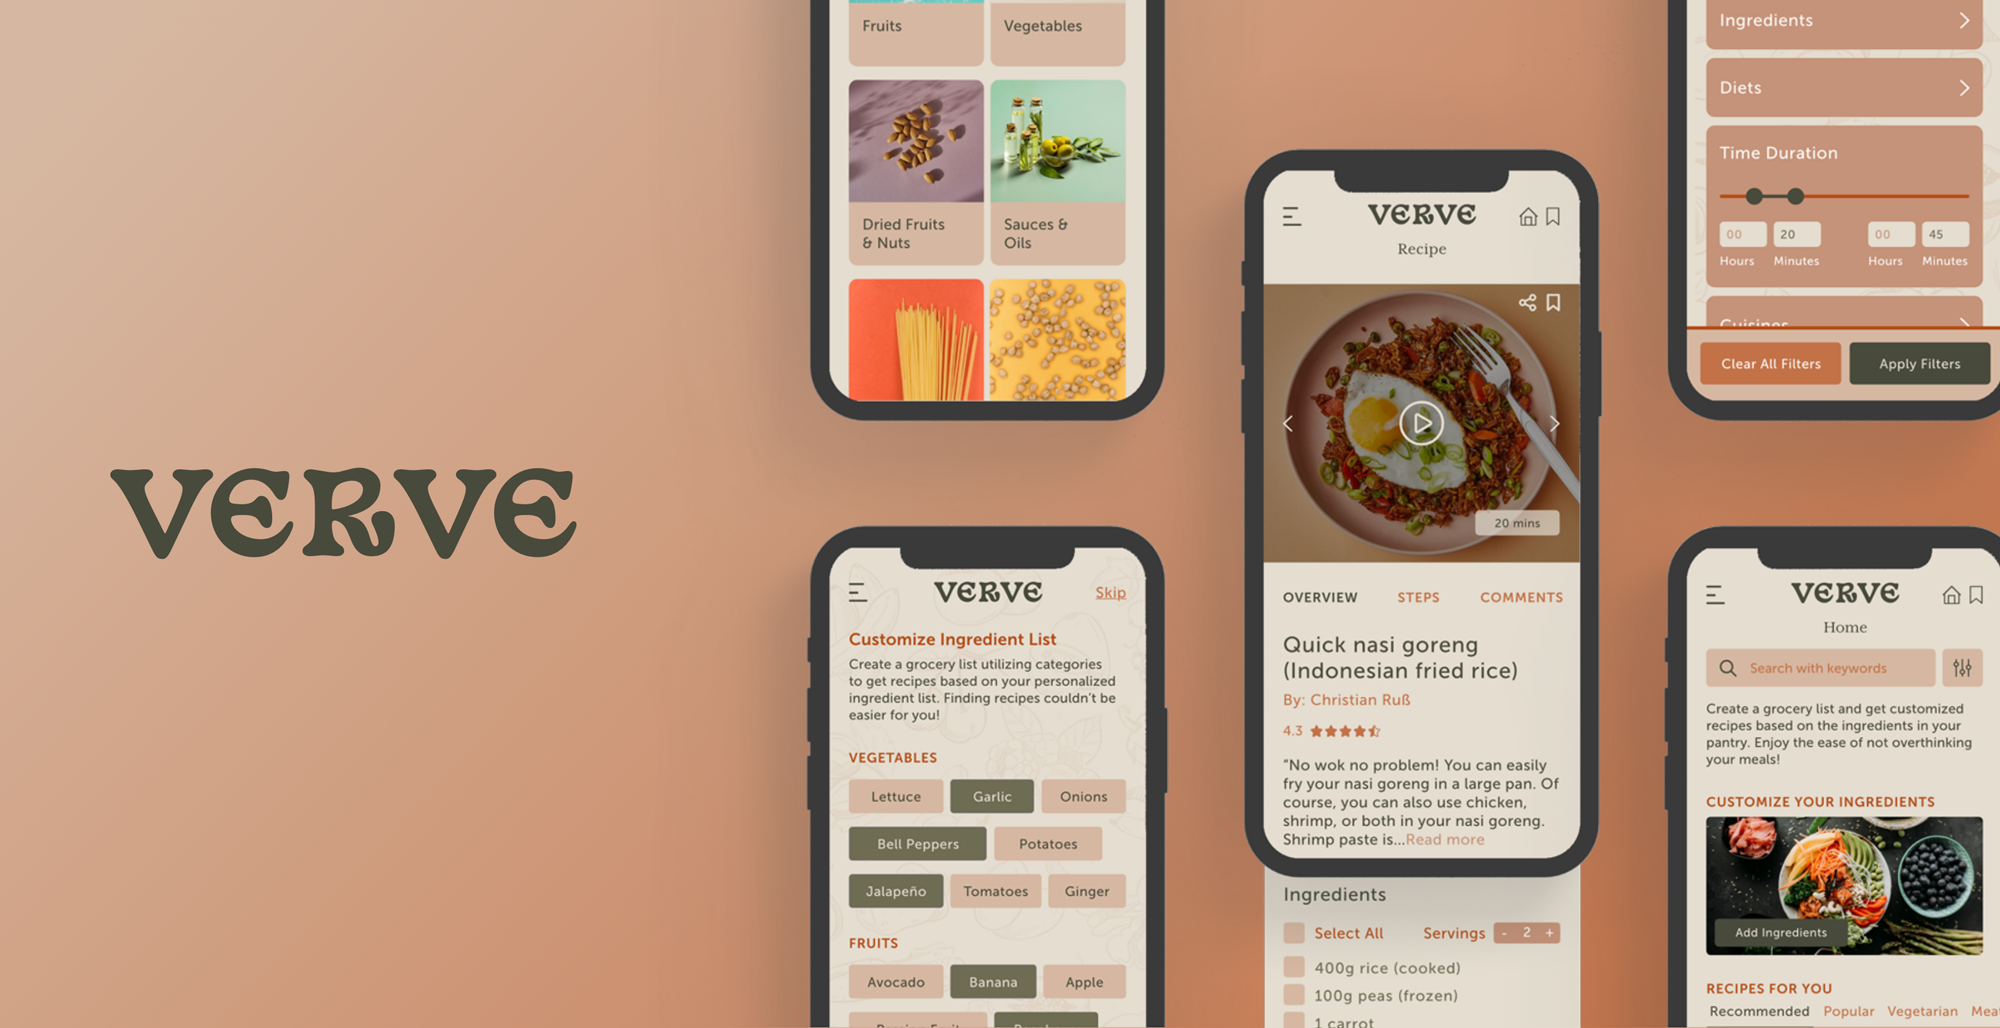 VERVE
Fruits
Vegetables
Dried Fruits
& Nuts
Sauces &
Oils
VERVE
Skip
Customize Ingredient List
Create a grocery list utilizing categories
to get recipes based on your personalized
ingredient list. Finding recipes couldn't be
easier for you!
VEGETABLES
Lettuce
Garlic
Onions
Bell Peppers
Potatoes
Jalapeño
Tomatoes
Ginger
FRUITS
Avocado
Banana
Apple
VERVE
Recipe
20 mins
OVERVIEW
STEPS
COMMENTS
Quick nasi goreng
(Indonesian fried rice)
By: Christian Ruß
4.3
“No wok no problem! You can easily
fry your nasi goreng in a large pan. Of
course, you can also use chicken,
shrimp, or both in your nasi goreng.
Shrimp paste is...Read more
Ingredients
Select All
Servings
- 2 +
400g rice (cooked)
100g peas (frozen)
1 carrot
Ingredients
Diets
Time Duration
00
20
00
45
Hours
Minutes
Hours
Minutes
Cuisines
Clear All Filters
Apply Filters
VERVE
Home
Search with keywords
Create a grocery list and get customized
recipes based on the ingredients in your
pantry. Enjoy the ease of not overthinking
your meals!
CUSTOMIZE YOUR INGREDIENTS
Add Ingredients
RECIPES FOR YOU
Recommended
Popular
Vegetarian